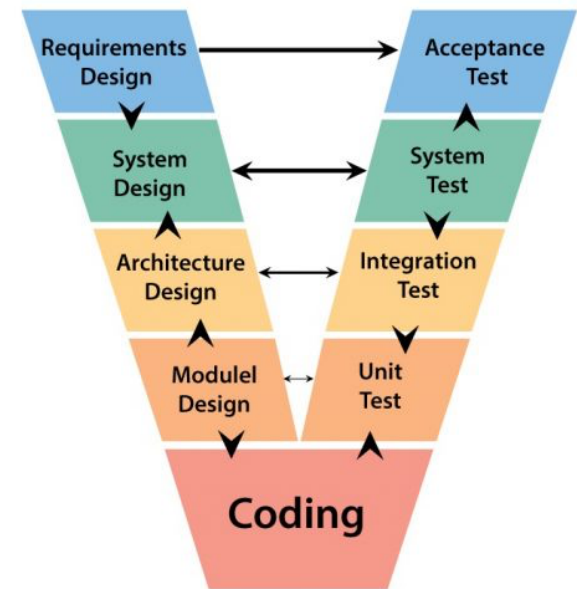 Requirements
Design
Acceptance
Test
System
Design
System
Test
Architecture
Design
Integration
Test
Modulel
Design
Unit
Test
Coding